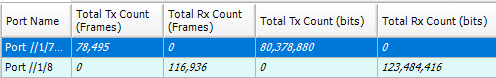 Port Name Total Tx Count (Frames) Total Rx Count (Frames) Total Tx Count (bits) Total Rx Count (bits)
Port //1/7... 78,495 0 80,378,880 0
Port //1/8 0 116,936 0 123,484,416